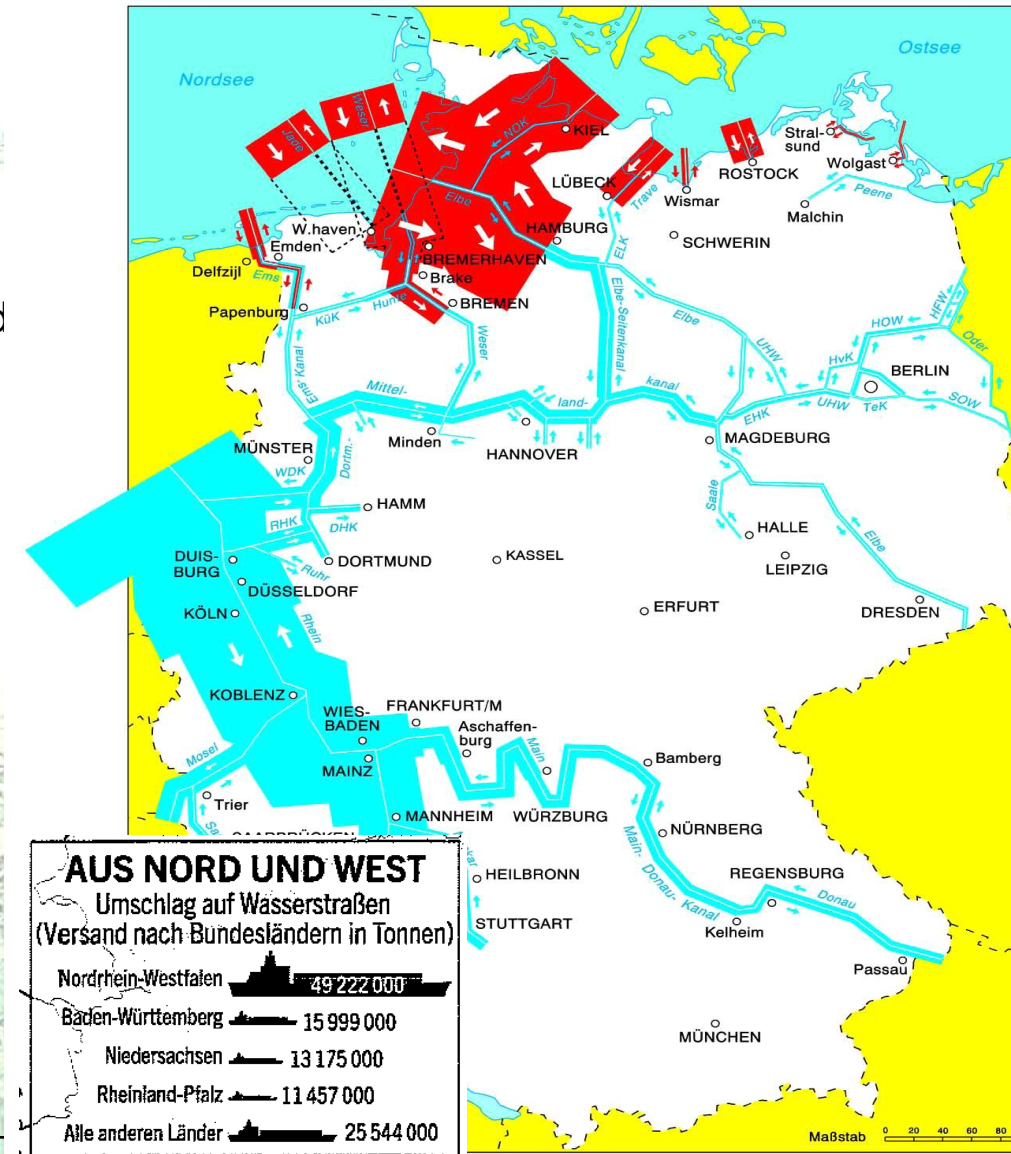 Nordsee
Ostsee
Jade
Weser
NOK
KIEL
Stral-
sund
Wolgast
ROSTOCK
LÜBECK
Trave
Wismar
Peene
Malchin
Elbe
W.haven
Emden
HAMBURG
ELK
SCHWERIN
Delfzijl
Ems
BREMERHAVEN
Brake
Papenburg
KüK
Hunte
BREMEN
Weser
Elbe-Seitenkanal
Elbe
HFW
HOW
Oder
UHW
HvK
BERLIN
Ems-Kanal
Mittel-
land-
kanal
EHK
UHW
TeK
SOW
Minden
HANNOVER
MAGDEBURG
MÜNSTER
Dortm.-
WDK
HAMM
Saale
RHK
DHK
HALLE
Elbe
DUIS-
BURG
DORTMUND
KASSEL
LEIPZIG
Ruhr
DÜSSELDORF
KÖLN
ERFURT
DRESDEN
Rhein
KOBLENZ
WIES-
BADEN
FRANKFURT/M
Aschaffen-
burg
Main
Mosel
MAINZ
Bamberg
Trier
MANNHEIM
WÜRZBURG
NÜRNBERG
Main- Donau- Kanal
HEILBRONN
REGENSBURG
Donau
STUTTGART
Kelheim
Passau
MÜNCHEN
AUS NORD UND WEST
Umschlag auf Wasserstraßen
(Versand nach Bundesländern in Tonnen)
Nordrhein-Westfalen 49 222 000
Baden-Württemberg 15 999 000
Niedersachsen 13 175 000
Rheinland-Pfalz 11 457 000
Alle anderen Länder 25 544 000
Maßstab 0 20 40 60 80